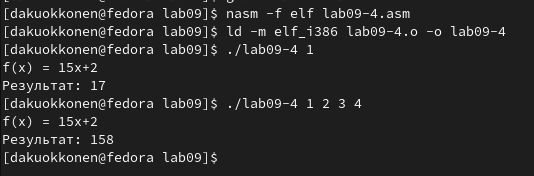 [dakuokkonen@fedora lab09]$ nasm -f elf lab09-4.asm
[dakuokkonen@fedora lab09]$ ld -m elf_i386 lab09-4.o -o lab09-4
[dakuokkonen@fedora lab09]$ ./lab09-4 1
f(x) = 15x+2
Результат: 17
[dakuokkonen@fedora lab09]$ ./lab09-4 1 2 3 4
f(x) = 15x+2
Результат: 158
[dakuokkonen@fedora lab09]$